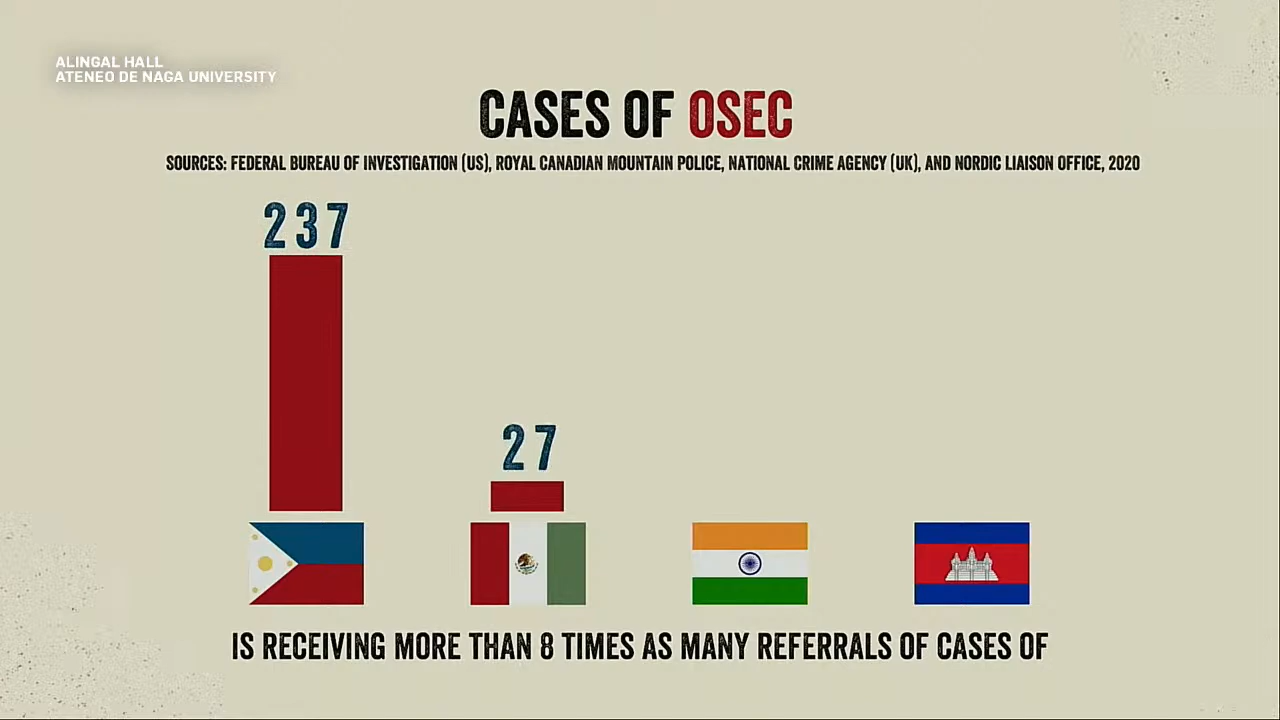 ALINGAL HALL
ATENEO DE NAGA UNIVERSITY
CASES OF OSEC
SOURCES: FEDERAL BUREAU OF INVESTIGATION (US), ROYAL CANADIAN MOUNTAIN POLICE, NATIONAL CRIME AGENCY (UK), AND NORDIC LIAISON OFFICE, 2020
237
27
IS RECEIVING MORE THAN 8 TIMES AS MANY REFERRALS OF CASES OF